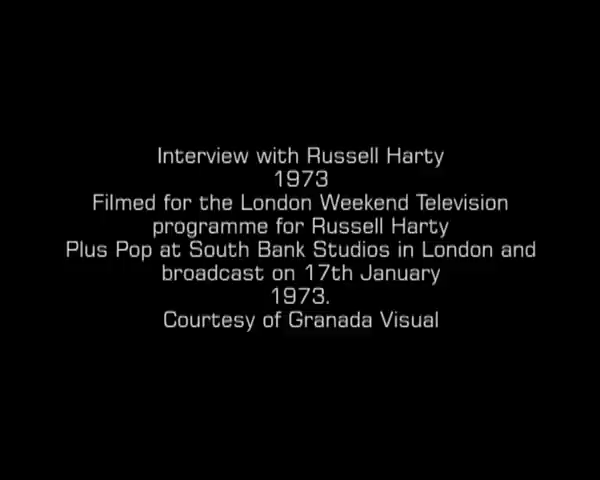 Interview with Russell Harty
1973
Filmed for the London Weekend Television
programme for Russell Harty
Plus Pop at South Bank Studios in London and
broadcast on 17th January
1973.
Courtesy of Granada Visual